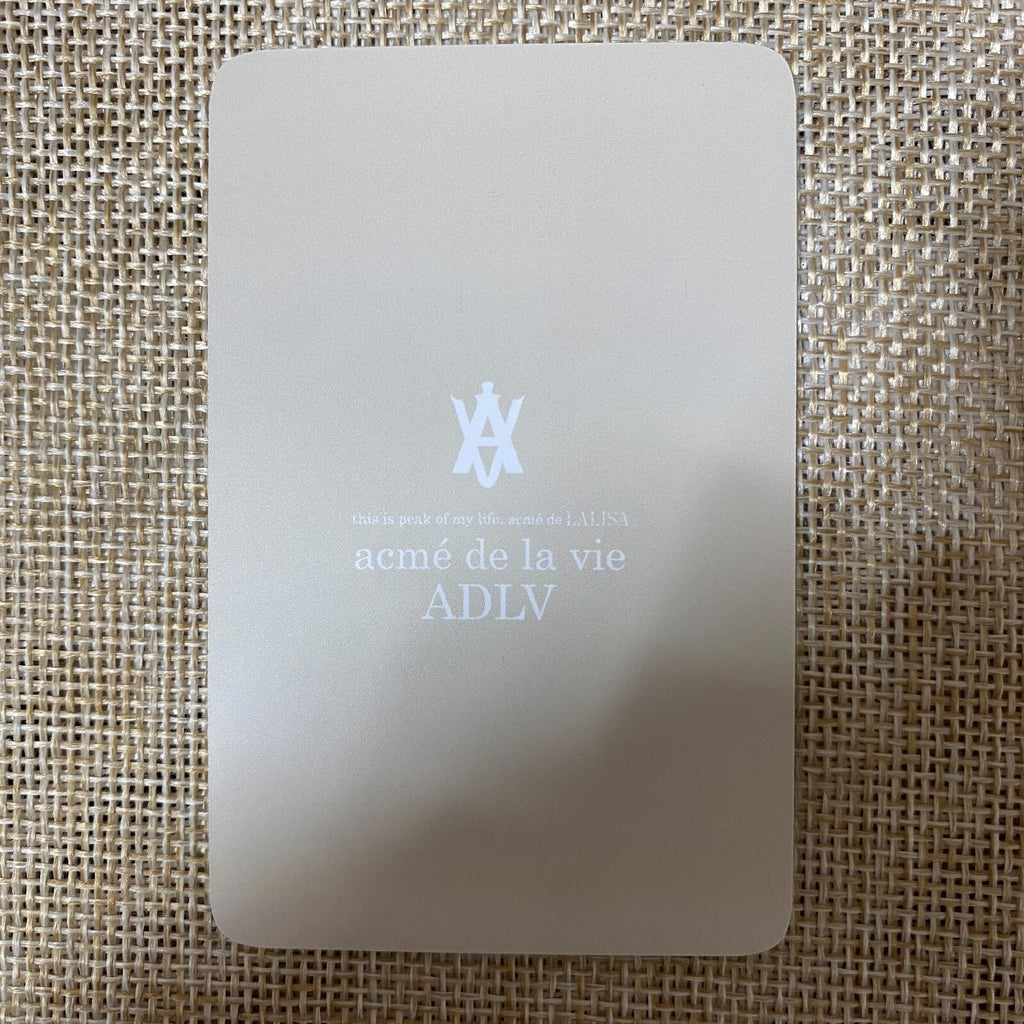 this is peak of my life. acmé de LALISA
acmé de la vie
ADLV